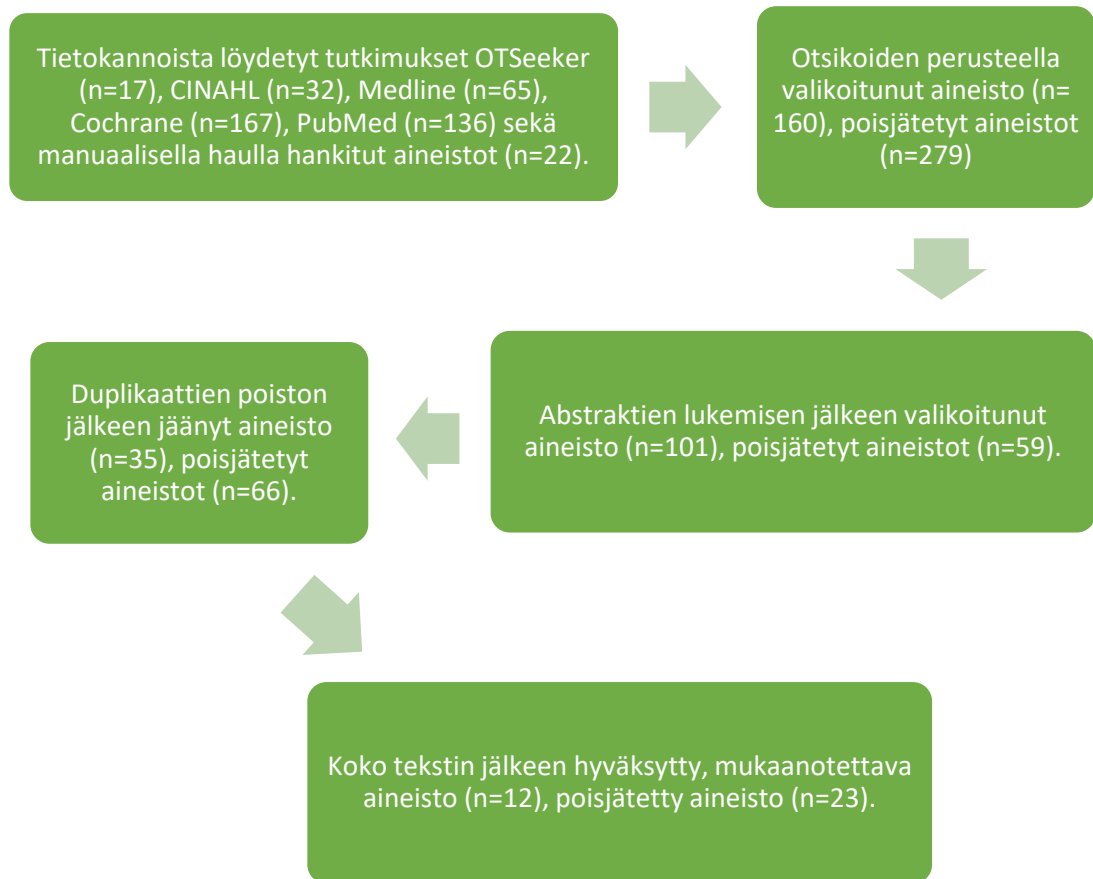 Tietokannoista löydetyt tutkimukset OTSeeker
(n=17), CINAHL (n=32), Medline (n=65),
Cochrane (n=167), PubMed (n=136) sekä
manuaalisella haulla hankitut aineistot (n=22).
Otsikoiden perusteella
valikoitunut aineisto (n=
160), poisjätetyt aineistot
(n=279)
Abstraktien lukemisen jälkeen valikoitunut
aineisto (n=101), poisjätetyt aineistot (n=59).
Duplikaattien poiston
jälkeen jäänyt aineisto
(n=35), poisjätetyt
aineistot (n=66).
Koko tekstin jälkeen hyväksytty, mukaanotettava
aineisto (n=12), poisjätetty aineisto (n=23).